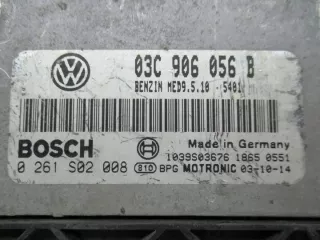 03C 906 056 B
BENZIN MED9.5.10 5401
BOSCH Made in Germany
1039S03676 1865 0551
0 261 S02 008 810 BPG MOTRONIC 03-10-14